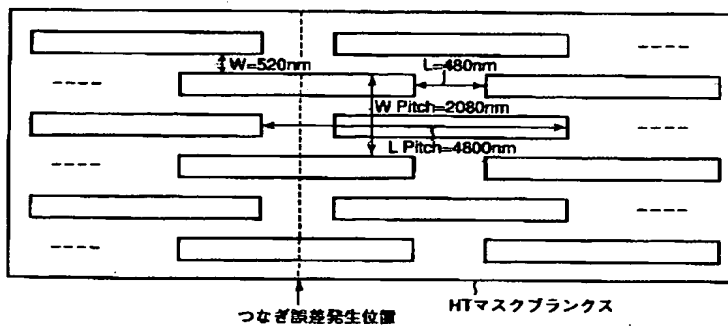 W=520nm
L=480nm
W Pitch=2080nm
L Pitch=4800nm
HTマスクブランクス
つなぎ誤差発生位置